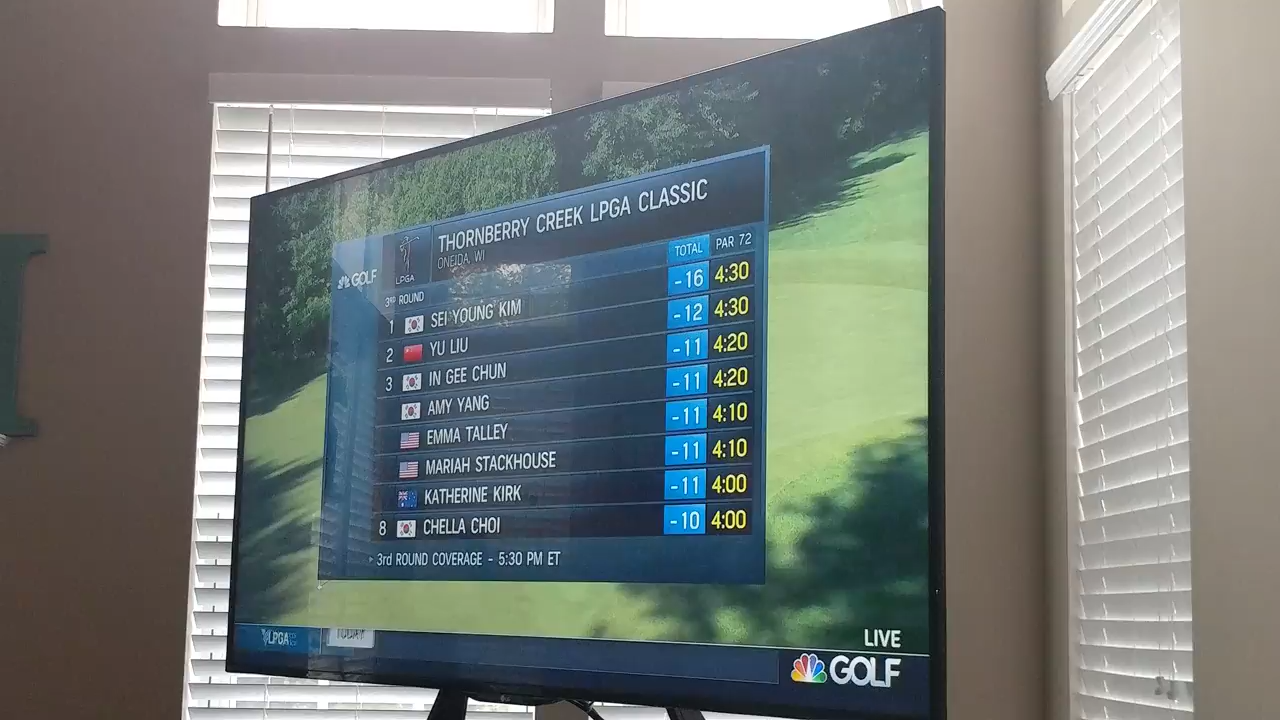 THORNBERRY CREEK LPGA CLASSIC
ONEIDA, WI
LPGA
GOLF
3RD ROUND TOTAL PAR 72
1 SEI YOUNG KIM -16 4:30
2 YU LIU -12 4:30
3 IN GEE CHUN -11 4:20
AMY YANG -11 4:20
EMMA TALLEY -11 4:10
MARIAH STACKHOUSE -11 4:10
KATHERINE KIRK -11 4:00
8 CHELLA CHOI -10 4:00
3rd ROUND COVERAGE - 5:30 PM ET
LIVE
LPGA TODAY
GOLF